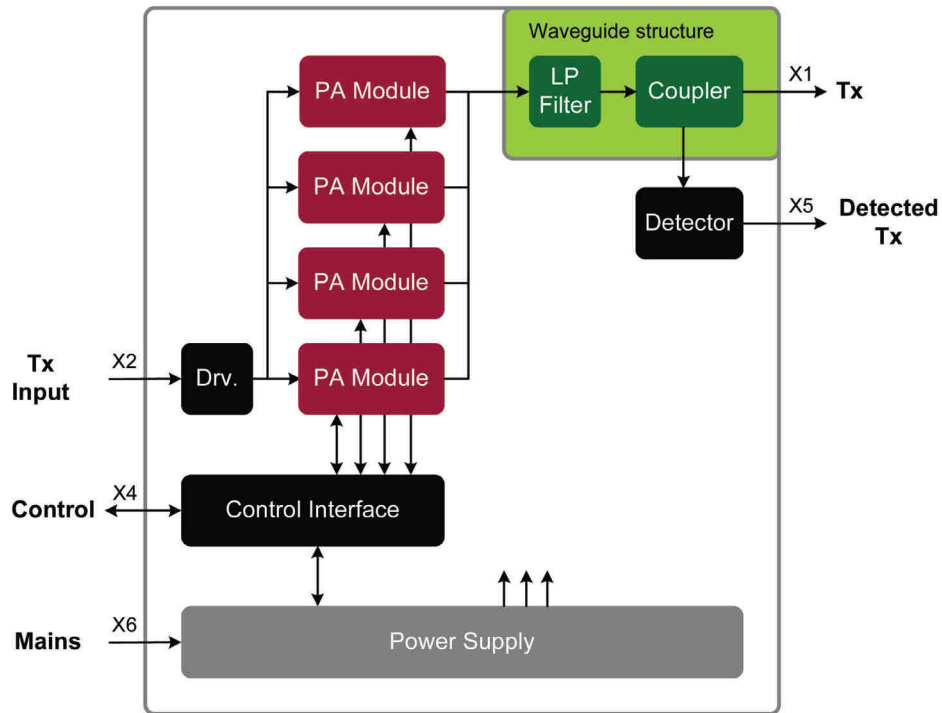 Waveguide structure
PA Module
LP
Filter
Coupler
X1
Tx
PA Module
Detector
X5
Detected
Tx
PA Module
Tx
Input
X2
Drv.
PA Module
Control
X4
Control Interface
Mains
X6
Power Supply